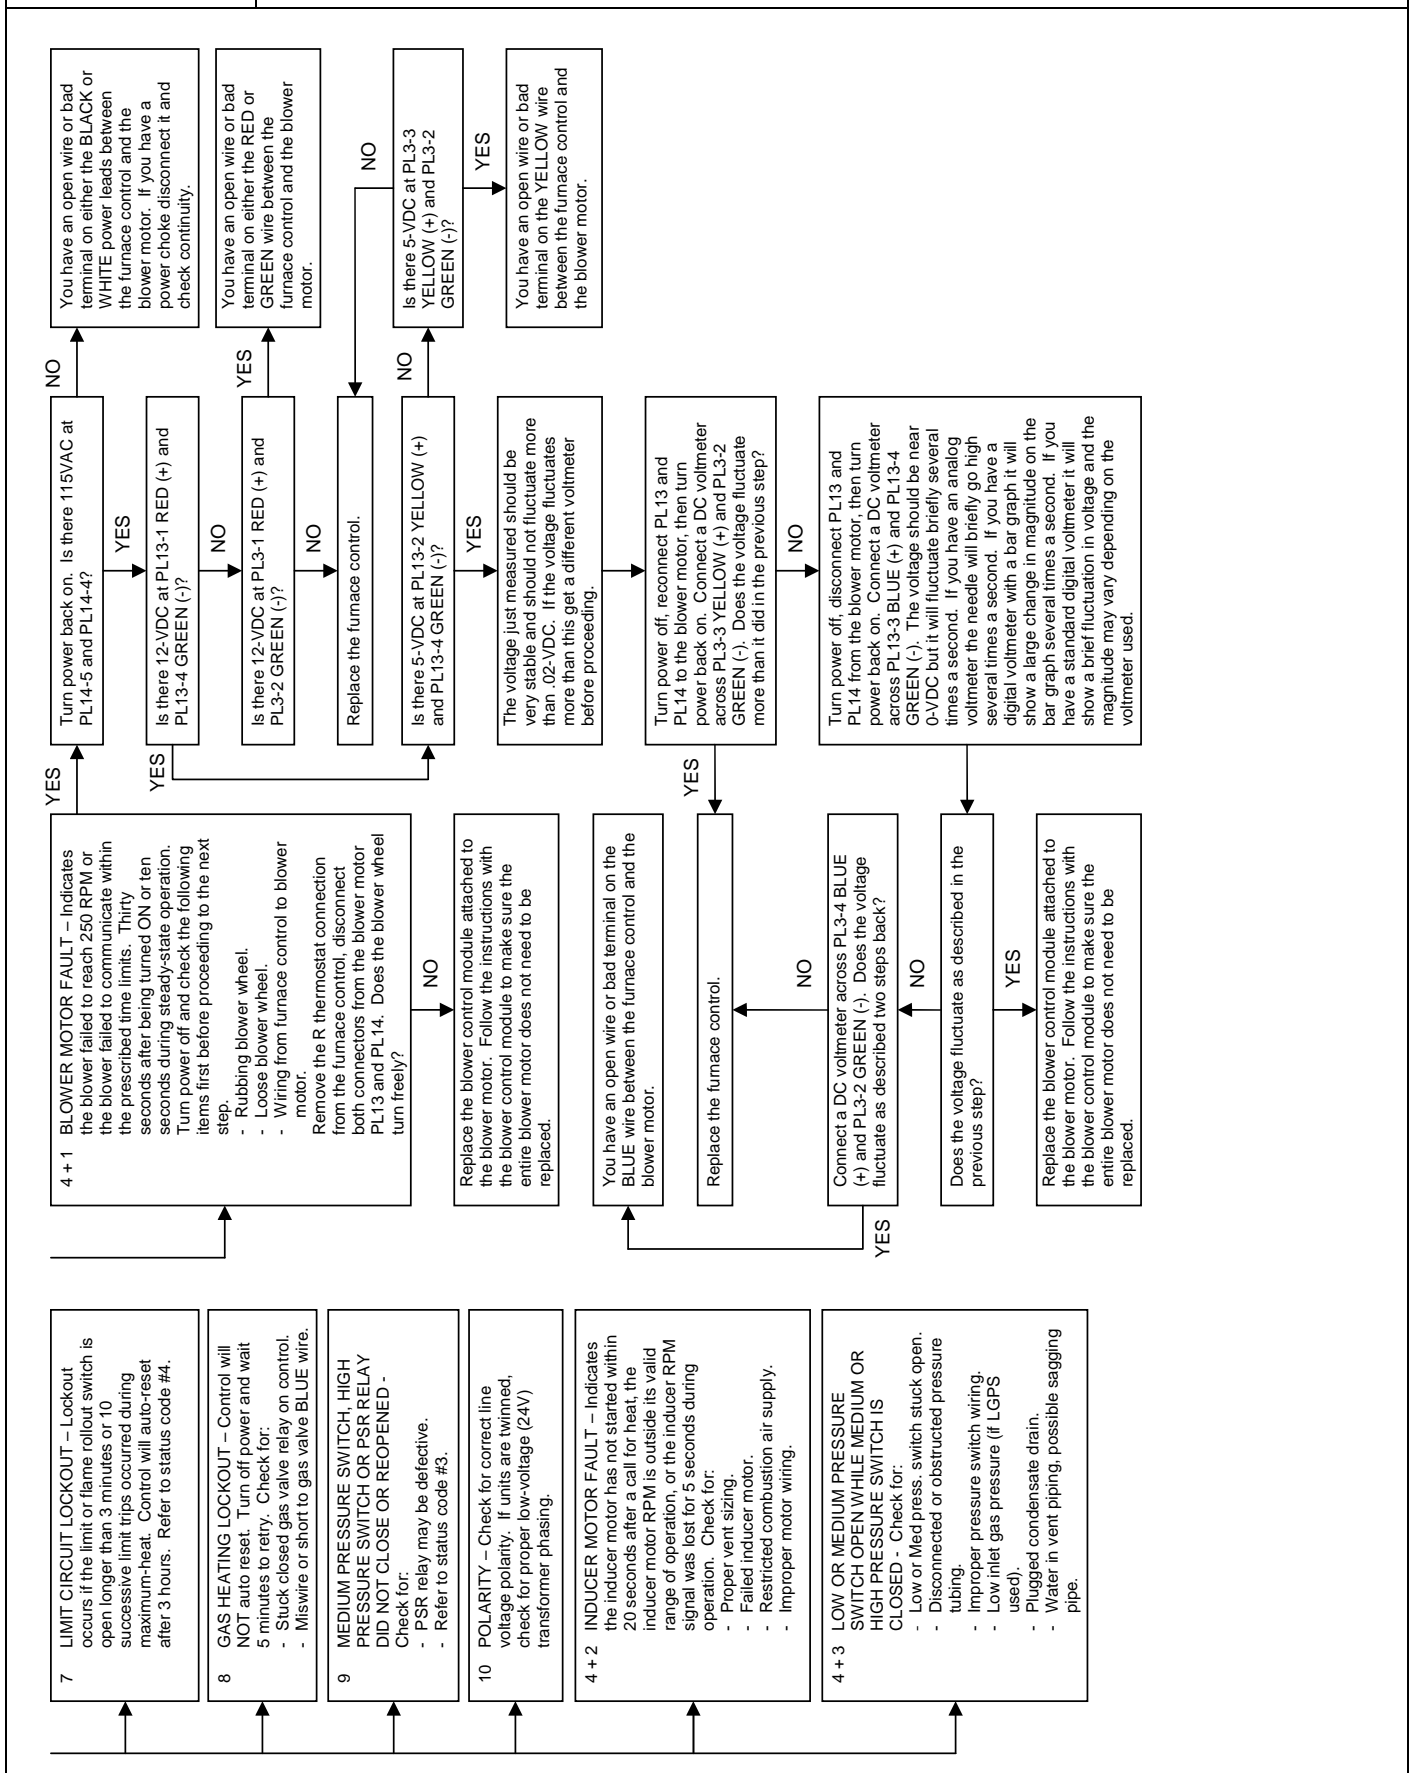 7 LIMIT CIRCUIT LOCKOUT – Lockout
occurs if the limit or flame rollout switch is
open longer than 3 minutes or 10
successive limit trips occurred during
maximum-heat. Control will auto-reset
after 3 hours. Refer to status code #4.
8 GAS HEATING LOCKOUT – Control will
NOT auto reset. Turn off power and wait
5 minutes to retry. Check for:
- Stuck closed gas valve relay on control.
- Miswire or short to gas valve BLUE wire.
9 MEDIUM PRESSURE SWITCH, HIGH
PRESSURE SWITCH OR PSR RELAY
DID NOT CLOSE OR REOPENED -
Check for:
- PSR relay may be defective.
- Refer to status code #3.
10 POLARITY – Check for correct line
voltage polarity. If units are twinned,
check for proper low-voltage (24V)
transformer phasing.
4 + 2 INDUCER MOTOR FAULT – Indicates
the inducer motor has not started within
20 seconds after a call for heat, the
inducer motor RPM is outside its valid
range of operation, or the inducer RPM
signal was lost for 5 seconds during
operation. Check for:
- Proper vent sizing.
- Failed inducer motor.
- Restricted combustion air supply.
- Improper motor wiring.
4 + 3 LOW OR MEDIUM PRESSURE
SWITCH OPEN WHILE MEDIUM OR
HIGH PRESSURE SWITCH IS
CLOSED - Check for:
- Low or Med press. switch stuck open.
- Disconnected or obstructed pressure
tubing.
- Improper pressure switch wiring.
- Low inlet gas pressure (if LGPS
used).
- Plugged condensate drain.
- Water in vent piping, possible sagging
pipe.
4 + 1 BLOWER MOTOR FAULT – Indicates
the blower failed to reach 250 RPM or
the blower failed to communicate within
the prescribed time limits. Thirty
seconds after being turned ON or ten
seconds during steady-state operation.
Turn power off and check the following
items first before proceeding to the next
step.
- Rubbing blower wheel.
- Loose blower wheel.
- Wiring from furnace control to blower
motor.
Remove the R thermostat connection
from the furnace control, disconnect
both connectors from the blower motor
PL13 and PL14. Does the blower wheel
turn freely?
NO
Replace the blower control module attached to
the blower motor. Follow the instructions with
the blower control module to make sure the
entire blower motor does not need to be
replaced.
You have an open wire or bad terminal on the
BLUE wire between the furnace control and the
blower motor.
Replace the furnace control.
NO
Connect a DC voltmeter across PL3-4 BLUE
(+) and PL3-2 GREEN (-). Does the voltage
fluctuate as described two steps back?
YES
NO
Does the voltage fluctuate as described in the
previous step?
YES
Replace the blower control module attached to
the blower motor. Follow the instructions with
the blower control module to make sure the
entire blower motor does not need to be
replaced.
YES
Turn power back on. Is there 115VAC at
PL14-5 and PL14-4?
YES
Is there 12-VDC at PL13-1 RED (+) and
PL13-4 GREEN (-)?
YES
NO
Is there 12-VDC at PL3-1 RED (+) and
PL3-2 GREEN (-)?
NO
Replace the furnace control.
Is there 5-VDC at PL13-2 YELLOW (+)
and PL13-4 GREEN (-)?
YES
The voltage just measured should be
very stable and should not fluctuate more
than .02-VDC. If the voltage fluctuates
more than this get a different voltmeter
before proceeding.
Turn power off, reconnect PL13 and
PL14 to the blower motor, then turn
power back on. Connect a DC voltmeter
across PL3-3 YELLOW (+) and PL3-2
GREEN (-). Does the voltage fluctuate
more than it did in the previous step?
YES
NO
Turn power off, disconnect PL13 and
PL14 from the blower motor, then turn
power back on. Connect a DC voltmeter
across PL13-3 BLUE (+) and PL13-4
GREEN (-). The voltage should be near
0-VDC but it will fluctuate briefly several
times a second. If you have an analog
voltmeter the needle will briefly go high
several times a second. If you have a
digital voltmeter with a bar graph it will
show a large change in magnitude on the
bar graph several times a second. If you
have a standard digital voltmeter it will
show a brief fluctuation in voltage and the
magnitude may vary depending on the
voltmeter used.
NO
You have an open wire or bad
terminal on either the BLACK or
WHITE power leads between
the furnace control and the
blower motor. If you have a
power choke disconnect it and
check continuity.
YES
You have an open wire or bad
terminal on either the RED or
GREEN wire between the
furnace control and the blower
motor.
NO
NO
Is there 5-VDC at PL3-3
YELLOW (+) and PL3-2
GREEN (-)?
YES
You have an open wire or bad
terminal on the YELLOW wire
between the furnace control and
the blower motor.